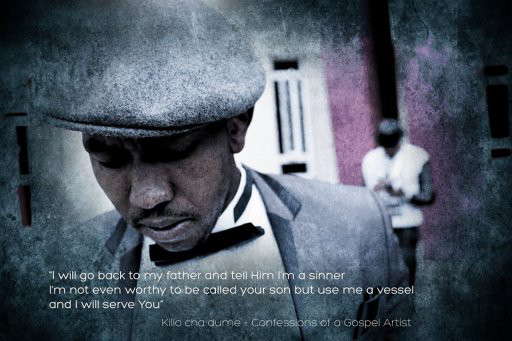 "I will go back to my father and tell Him I'm a sinner
I'm not even worthy to be called your son but use me a vessel
and I will serve You"
Kilio cha dume - Confessions of a Gospel Artist